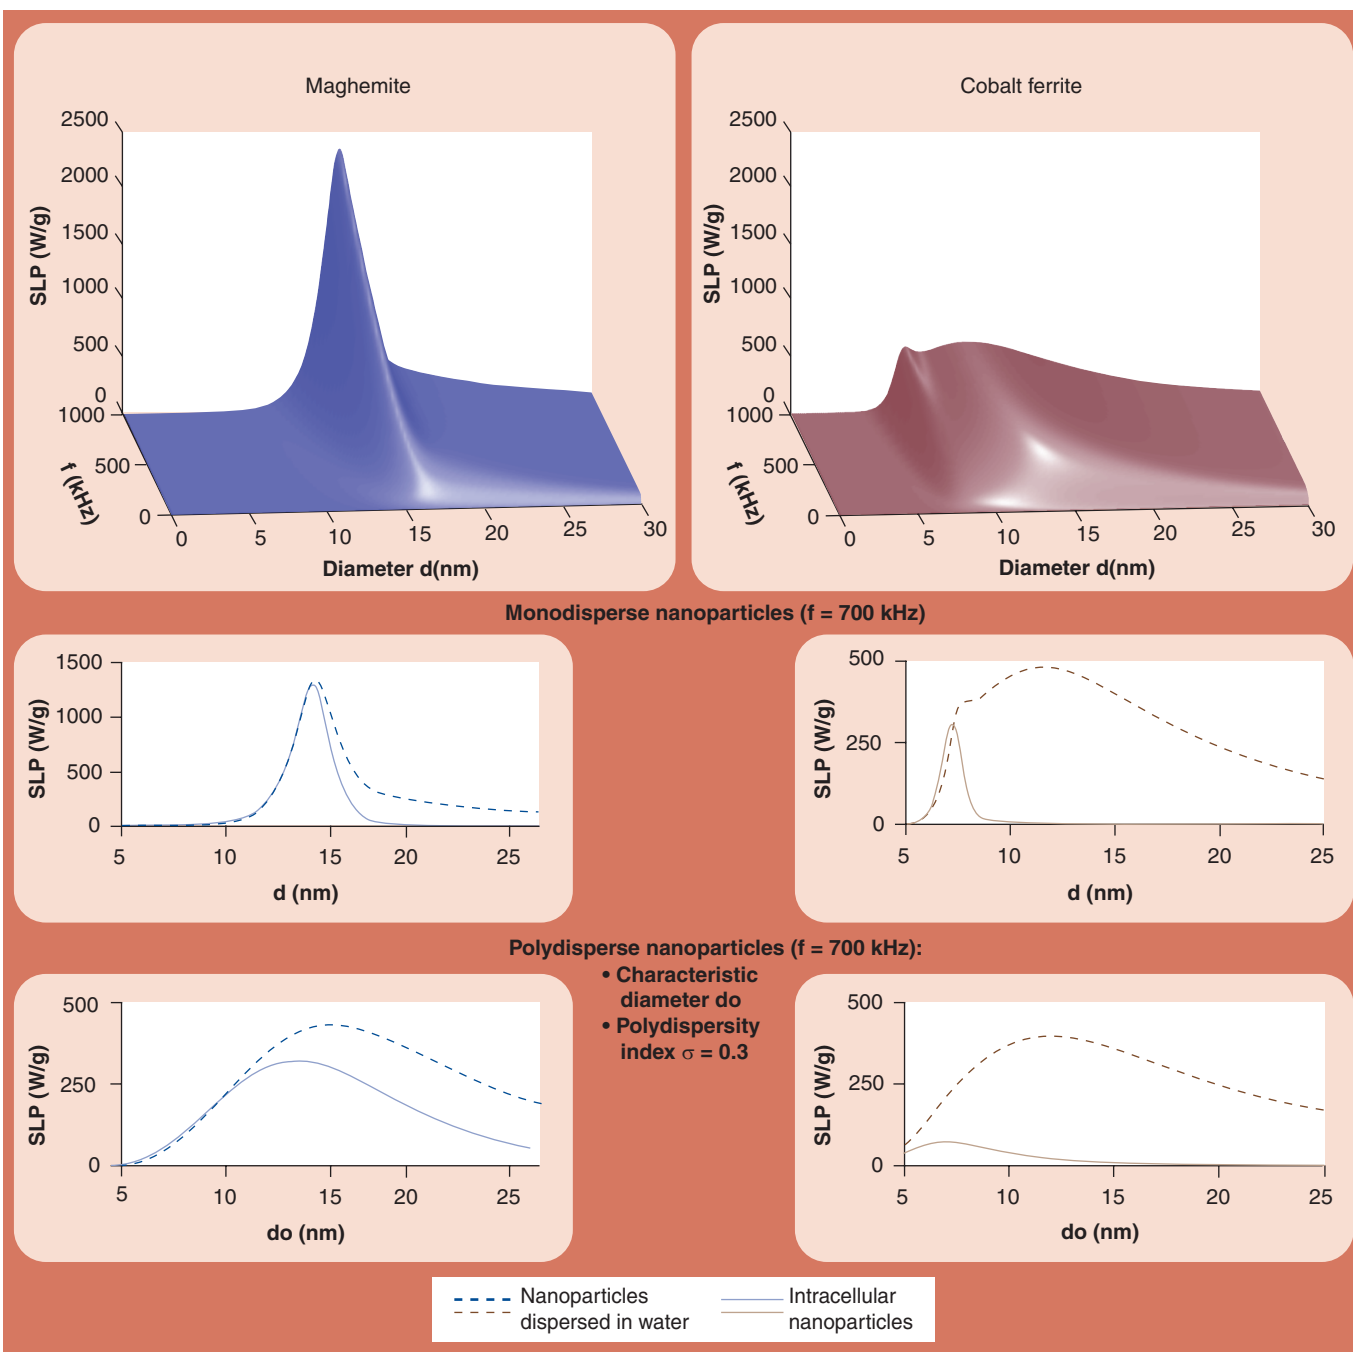 Maghemite
2500
2000
1500
1000
500
0
SLP (W/g)
1000
500
0
f (kHz)
0 5 10 15 20 25 30
Diameter d(nm)
Cobalt ferrite
2500
2000
1500
1000
500
0
SLP (W/g)
1000
500
0
f (kHz)
0 5 10 15 20 25 30
Diameter d(nm)
Monodisperse nanoparticles (f = 700 kHz)
1500
1000
500
0
SLP (W/g)
5 10 15 20 25
d (nm)
500
250
0
SLP (W/g)
5 10 15 20 25
d (nm)
Polydisperse nanoparticles (f = 700 kHz):
• Characteristic
diameter do
• Polydispersity
index σ = 0.3
500
250
0
SLP (W/g)
5 10 15 20 25
do (nm)
500
250
0
SLP (W/g)
5 10 15 20 25
do (nm)
Nanoparticles
dispersed in water
Intracellular
nanoparticles